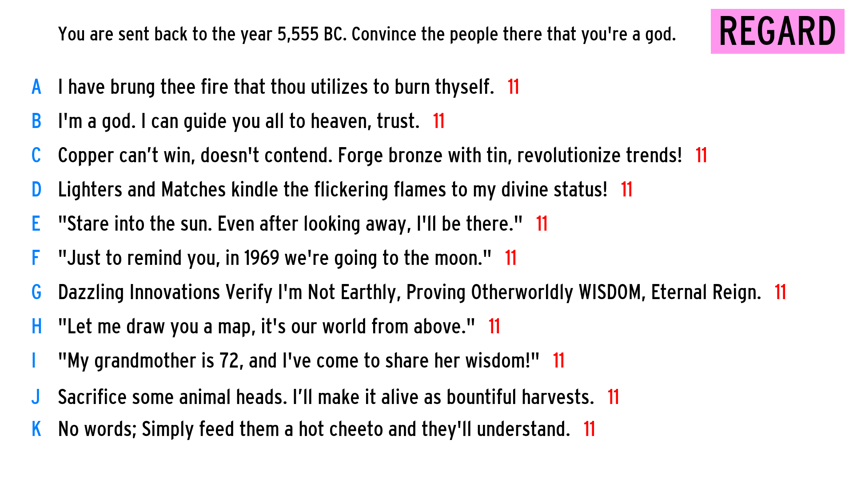 You are sent back to the year 5,555 BC. Convince the people there that you're a god.
REGARD
A I have brung thee fire that thou utilizes to burn thyself. 11
B I'm a god. I can guide you all to heaven, trust. 11
C Copper can’t win, doesn't contend. Forge bronze with tin, revolutionize trends! 11
D Lighters and Matches kindle the flickering flames to my divine status! 11
E "Stare into the sun. Even after looking away, I'll be there." 11
F "Just to remind you, in 1969 we're going to the moon." 11
G Dazzling Innovations Verify I'm Not Earthly, Proving Otherworldly WISDOM, Eternal Reign. 11
H "Let me draw you a map, it's our world from above." 11
I "My grandmother is 72, and I've come to share her wisdom!" 11
J Sacrifice some animal heads. I’ll make it alive as bountiful harvests. 11
K No words; Simply feed them a hot cheeto and they'll understand. 11